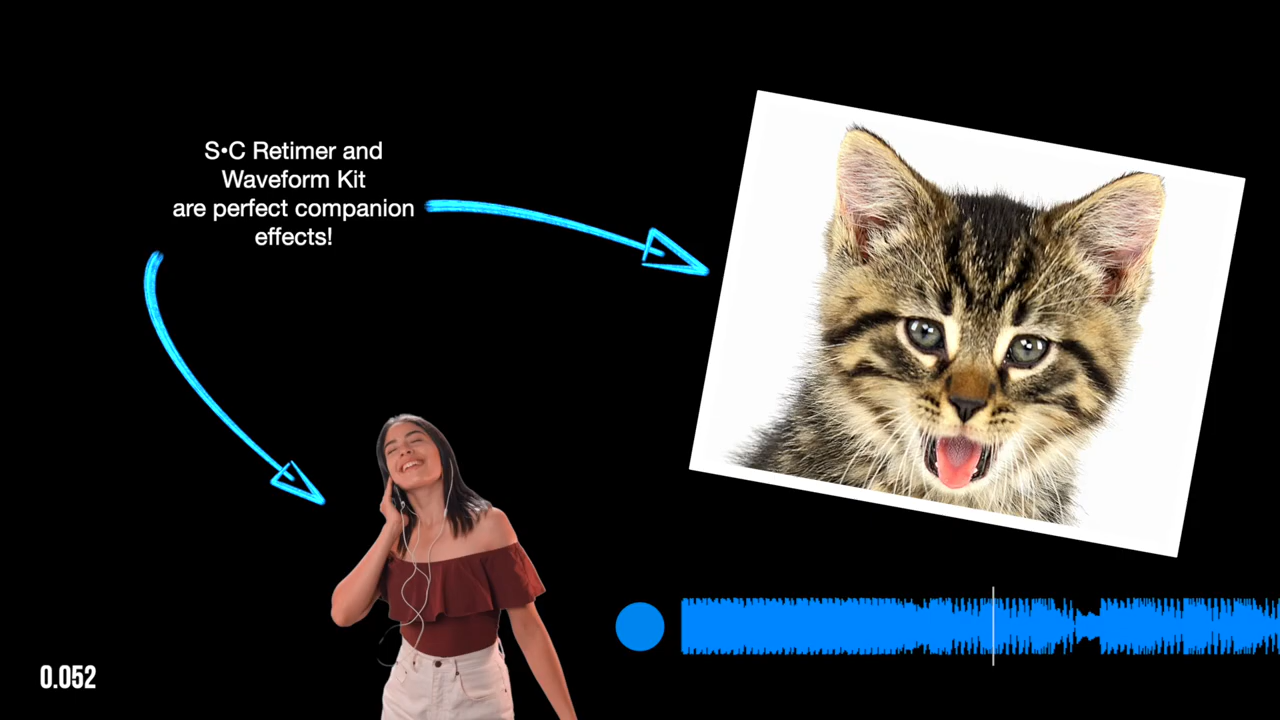 S•C Retimer and
Waveform Kit
are perfect companion
effects!
0.052